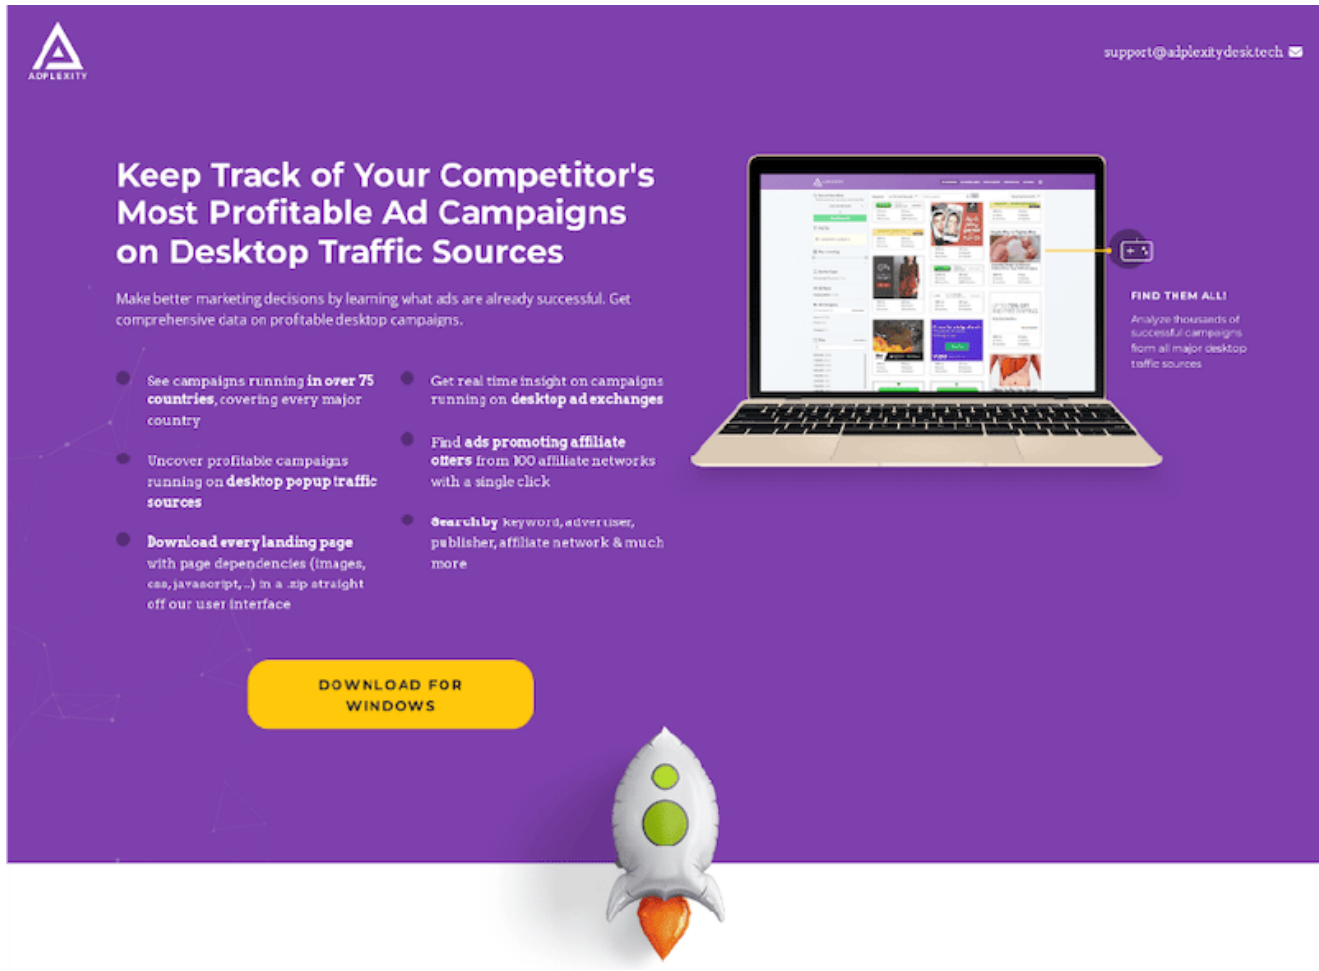 ADPLEXITY
support@adplexitydesk.tech
Keep Track of Your Competitor's
Most Profitable Ad Campaigns
on Desktop Traffic Sources
Make better marketing decisions by learning what ads are already successful. Get
comprehensive data on profitable desktop campaigns.
See campaigns running in over 75
countries, covering every major
country
Uncover profitable campaigns
running on desktop popup traffic
sources
Download every landing page
with page dependencies (images,
css, javascript,..) in a .zip straight
off our user interface
Get real time insight on campaigns
running on desktop ad exchanges
Find ads promoting affiliate
offers from 100 affiliate networks
with a single click
Search by keyword, advertiser,
publisher, affiliate network & much
more
FIND THEM ALL!
Analyze thousands of
successful campaigns
from all major desktop
traffic sources
DOWNLOAD FOR
WINDOWS